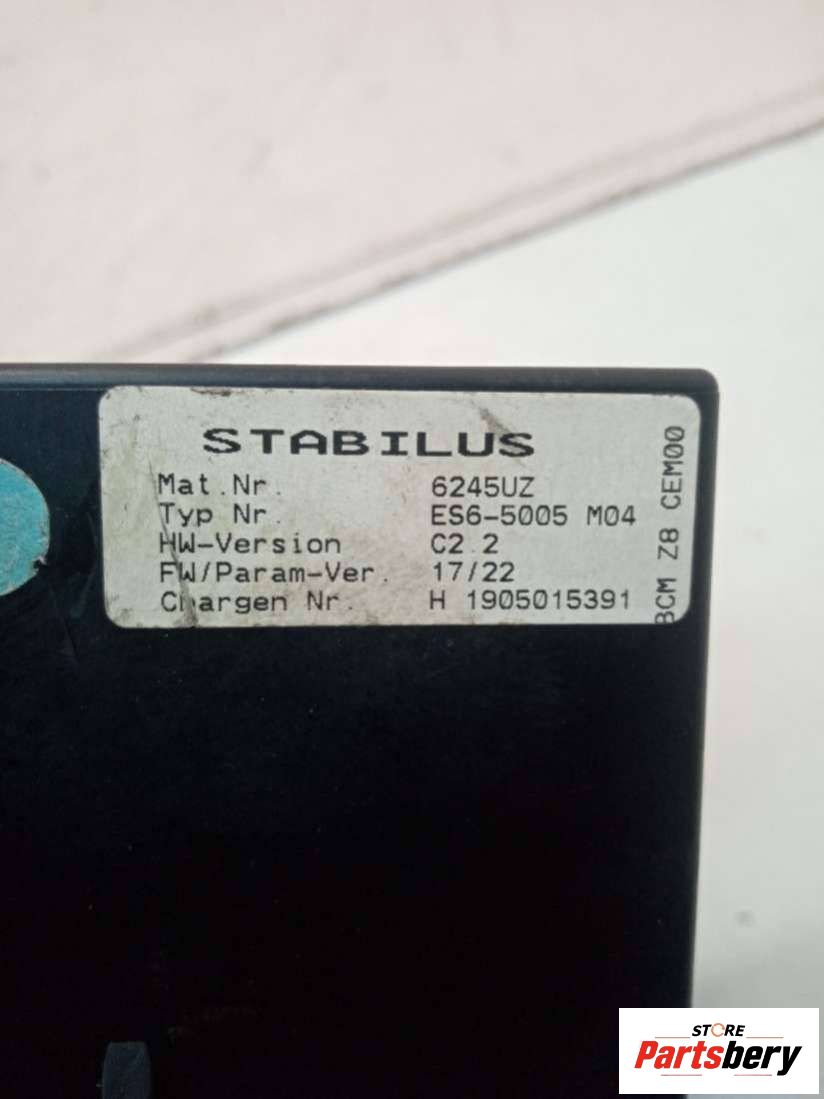 STABILUS
Mat.Nr. 6245UZ
Typ Nr. ES6-5005 M04
HW-Version C2.2
FW/Param-Ver. 17/22
Chargen Nr. H 1905015391
BCM Z8 CEM00
STORE
Partsbery